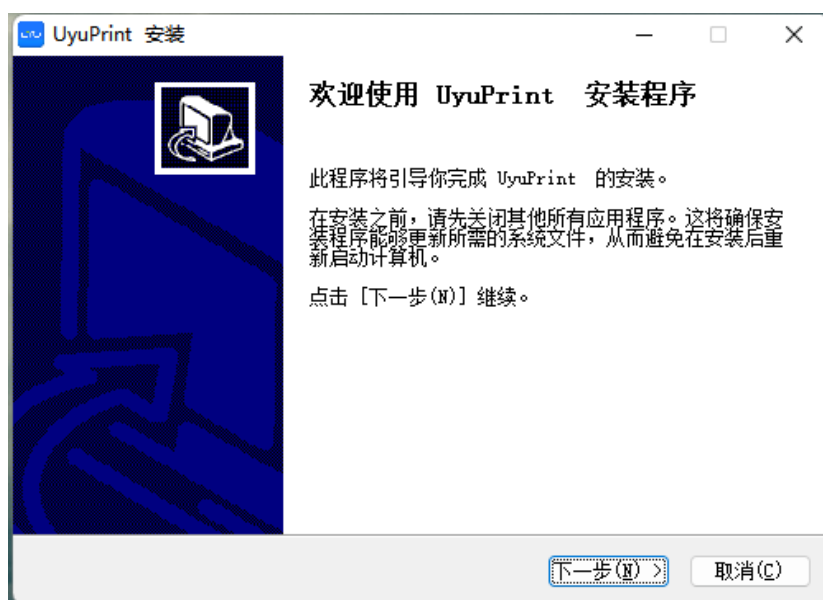 UyuPrint 安装
欢迎使用 UyuPrint 安装程序
此程序将引导你完成 UyuPrint 的安装。
在安装之前，请先关闭其他所有应用程序。这将确保安
装程序能够更新所需的系统文件，从而避免在安装后重
新启动计算机。
点击 [下一步(N)] 继续。
下一步(N) >
取消(C)